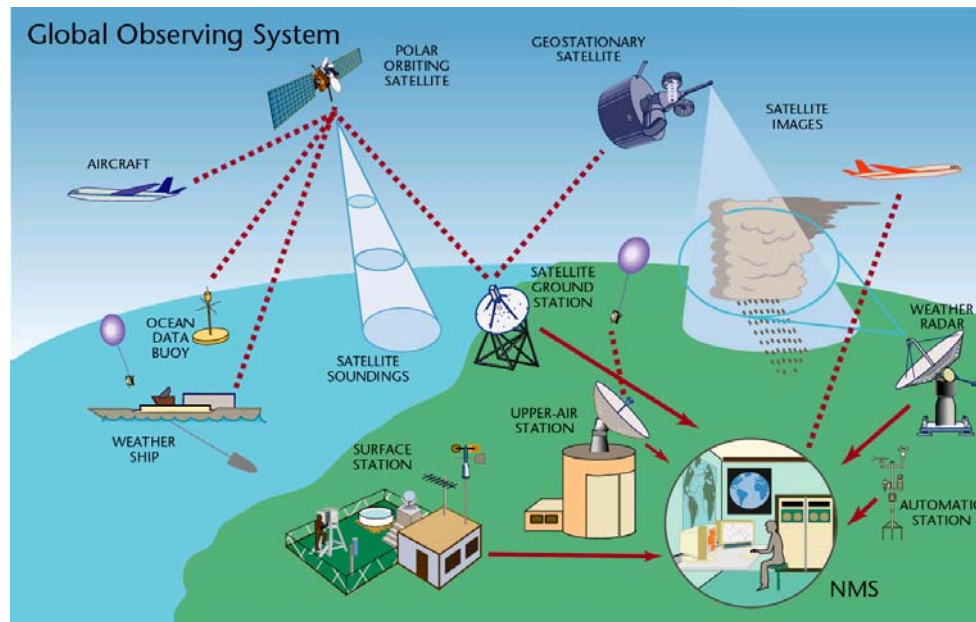 Global Observing System
POLAR
ORBITING
SATELLITE
GEOSTATIONARY
SATELLITE
SATELLITE
IMAGES
AIRCRAFT
SATELLITE
GROUND
STATION
OCEAN
DATA
BUOY
SATELLITE
SOUNDINGS
WEATHER
RADAR
WEATHER
SHIP
UPPER-AIR
STATION
SURFACE
STATION
AUTOMATIC
STATION
NMS